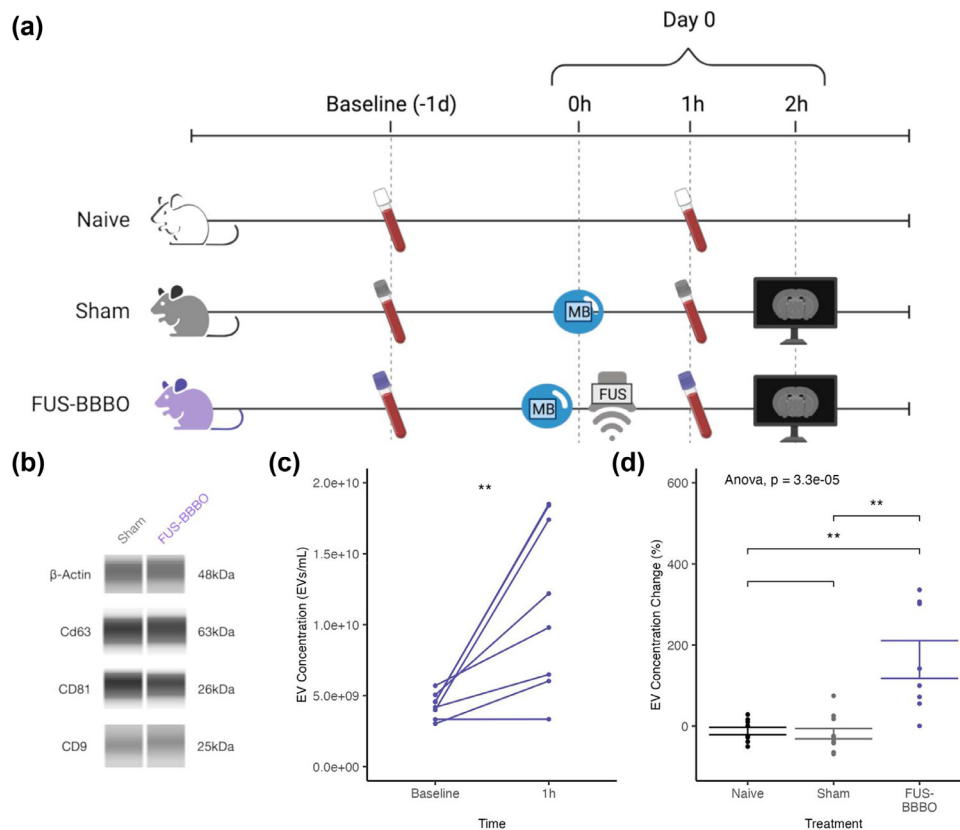 (a)
Day 0
Baseline (-1d)
0h
1h
2h
Naive
Sham
MB
FUS-BBBO
MB
FUS
(b)
Sham
FUS-BBBO
β-Actin
48kDa
Cd63
63kDa
CD81
26kDa
CD9
25kDa
(c)
**
EV Concentration (EVs/mL)
2.0e+10
1.5e+10
1.0e+10
5.0e+09
0.0e+00
Baseline
1h
Time
(d)
Anova, p = 3.3e-05
**
**
EV Concentration Change (%)
600
400
200
0
Naive
Sham
FUS-
BBBO
Treatment